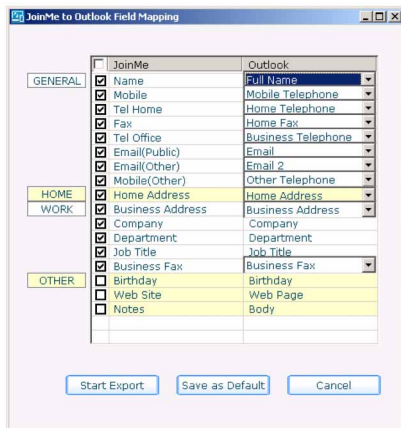 JoinMe to Outlook Field Mapping
JoinMe Outlook
GENERAL Name Full Name
Mobile Mobile Telephone
Tel Home Home Telephone
Fax Home Fax
Tel Office Business Telephone
Email(Public) Email
Email(Other) Email 2
Mobile(Other) Other Telephone
HOME Home Address Home Address
WORK Business Address Business Address
Company Company
Department Department
Job Title Job Title
Business Fax Business Fax
OTHER Birthday Birthday
Web Site Web Page
Notes Body
Start Export Save as Default Cancel